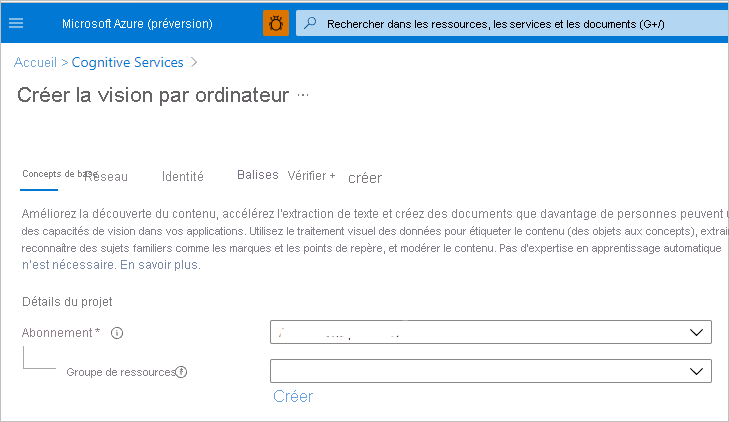 Microsoft Azure (préversion)
Rechercher dans les ressources, les services et les documents (G+/)
Accueil > Cognitive Services >
Créer la vision par ordinateur ...
Concepts de base Réseau Identité Balises Vérifier + créer
Améliorez la découverte du contenu, accélérez l'extraction de texte et créez des documents que davantage de personnes peuvent
des capacités de vision dans vos applications. Utilisez le traitement visuel des données pour étiqueter le contenu (des objets aux concepts), extrai
reconnaître des sujets familiers comme les marques et les points de repère, et modérer le contenu. Pas d'expertise en apprentissage automatique
n'est nécessaire. En savoir plus.
Détails du projet
Abonnement *
Groupe de ressources
Créer